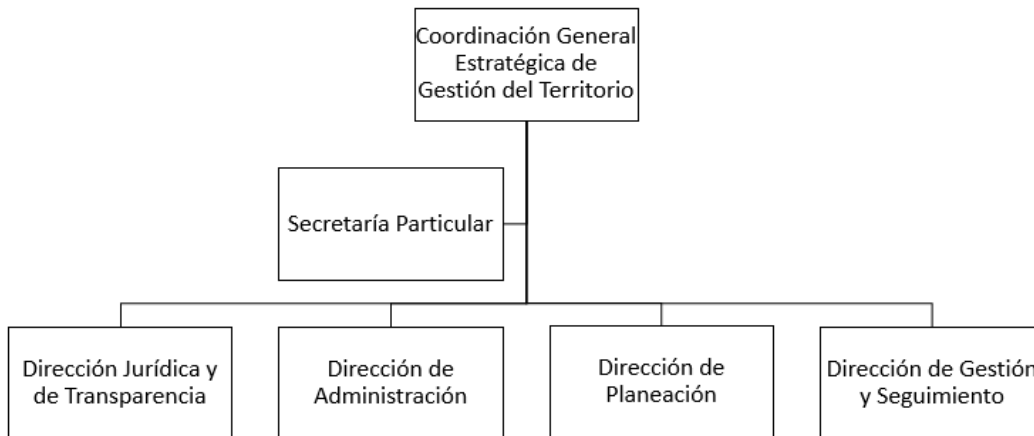 Coordinación General
Estratégica de
Gestión del Territorio
Secretaría Particular
Dirección Jurídica y
de Transparencia
Dirección de
Administración
Dirección de
Planeación
Dirección de Gestión
y Seguimiento